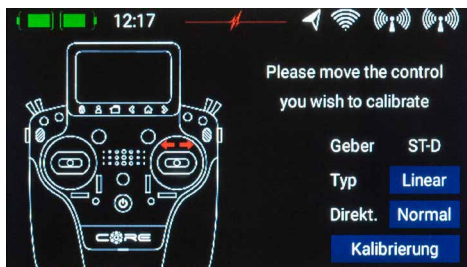 12:17
Please move the control
you wish to calibrate
Geber ST-D
Typ Linear
Direkt. Normal
Kalibrierung
CORE